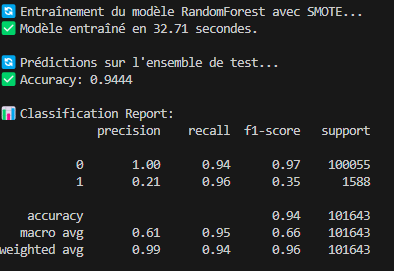 Entraînement du modèle RandomForest avec SMOTE...
Modèle entraîné en 32.71 secondes.
Prédictions sur l'ensemble de test...
Accuracy: 0.9444
Classification Report:
precision recall f1-score support
0 1.00 0.94 0.97 100055
1 0.21 0.96 0.35 1588
accuracy 0.94 101643
macro avg 0.61 0.95 0.66 101643
weighted avg 0.99 0.94 0.96 101643